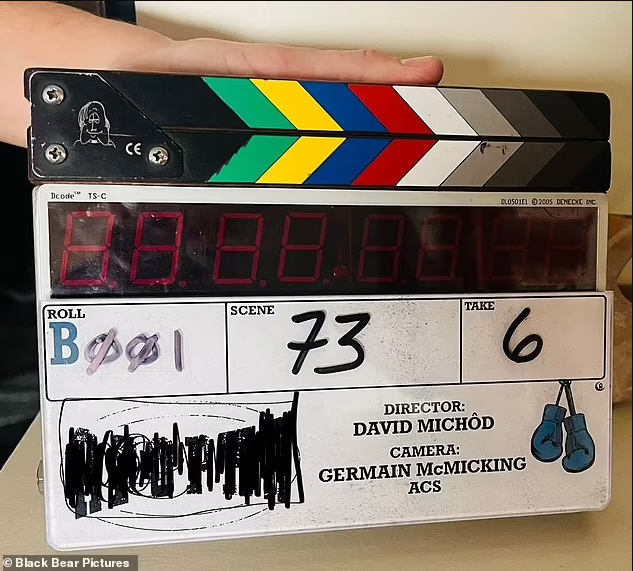 CE
Dcode™ TS-C
DL0501EL ©2005 DENECKE INC.
ROLL
B001
SCENE
73
TAKE
6
DIRECTOR:
DAVID MICHÔD
CAMERA:
GERMAIN McMICKING
ACS
© Black Bear Pictures